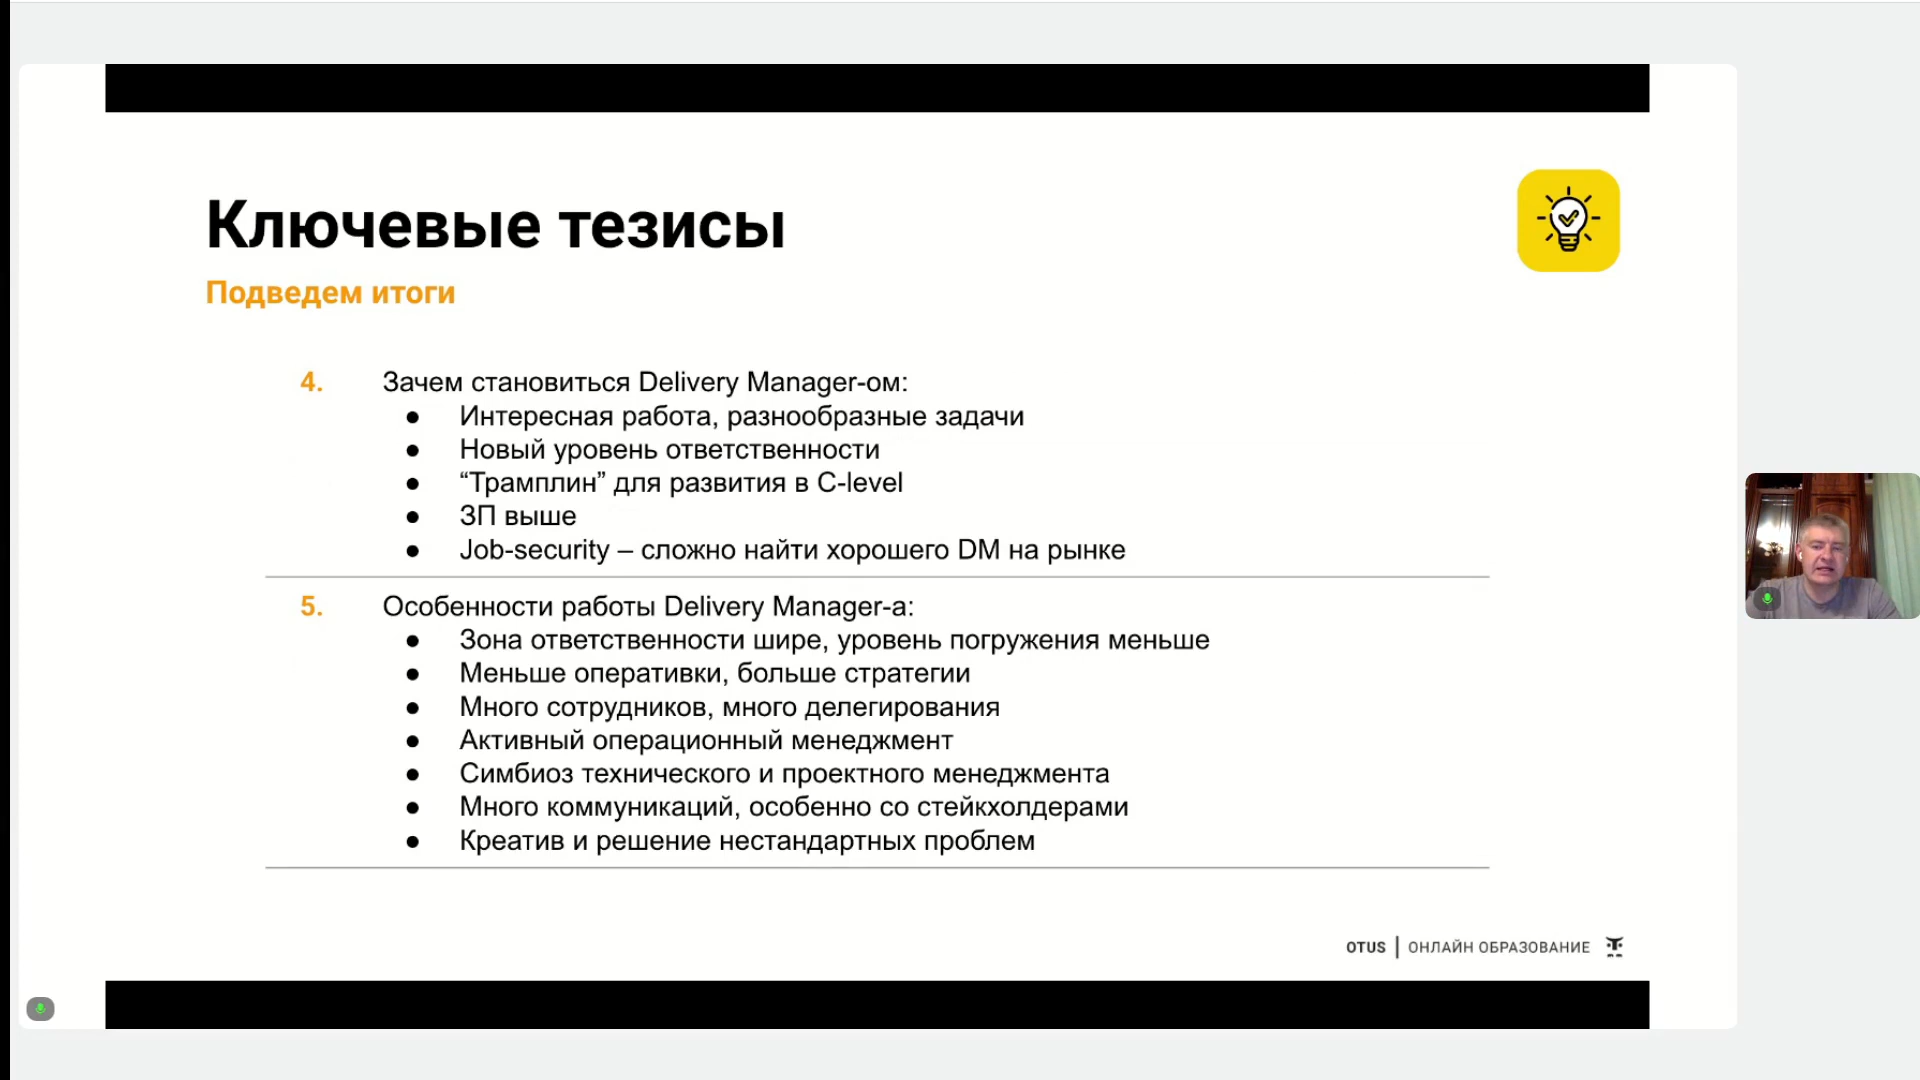 Ключевые тезисы
Подведем итоги
4. Зачем становиться Delivery Manager-ом:
● Интересная работа, разнообразные задачи
● Новый уровень ответственности
● “Трамплин” для развития в C-level
● ЗП выше
● Job-security – сложно найти хорошего DM на рынке
5. Особенности работы Delivery Manager-а:
● Зона ответственности шире, уровень погружения меньше
● Меньше оперативки, больше стратегии
● Много сотрудников, много делегирования
● Активный операционный менеджмент
● Симбиоз технического и проектного менеджмента
● Много коммуникаций, особенно со стейкхолдерами
● Креатив и решение нестандартных проблем
OTUS | ОНЛАЙН ОБРАЗОВАНИЕ